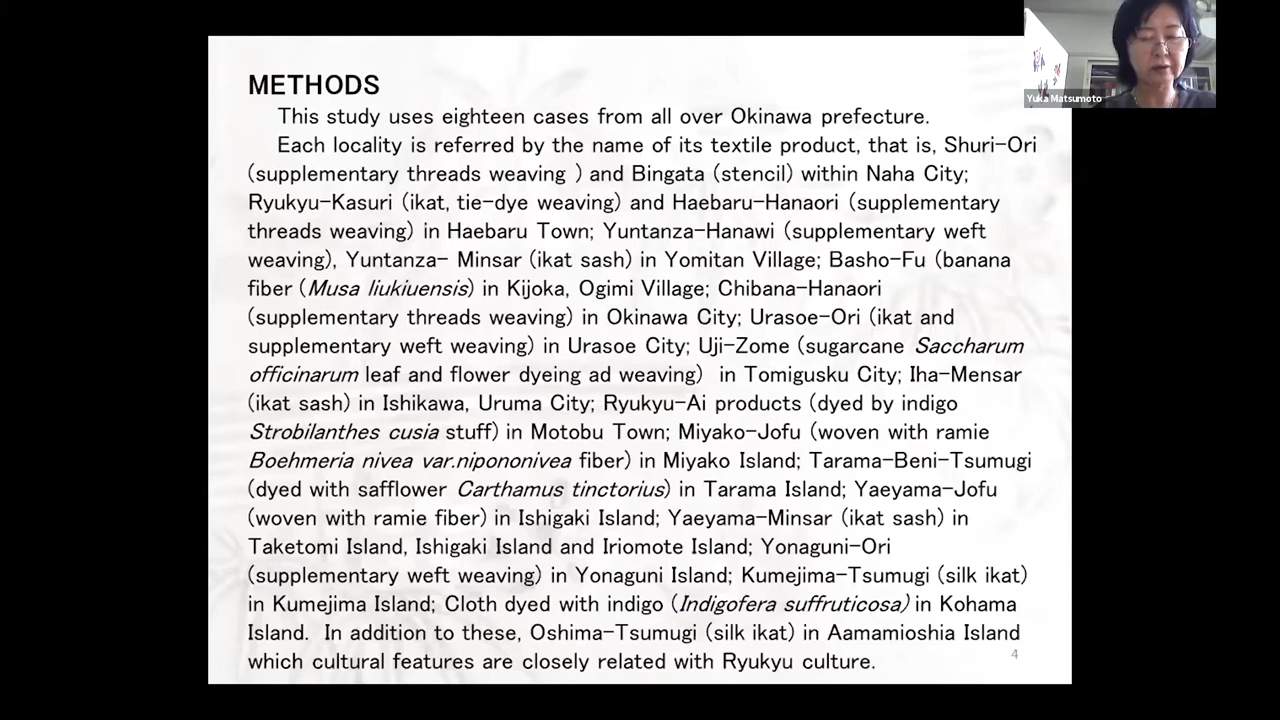 METHODS
This study uses eighteen cases from all over Okinawa prefecture.
Each locality is referred by the name of its textile product, that is, Shuri-Ori
(supplementary threads weaving ) and Bingata (stencil) within Naha City;
Ryukyu-Kasuri (ikat, tie-dye weaving) and Haebaru-Hanaori (supplementary
threads weaving) in Haebaru Town; Yuntanza-Hanawi (supplementary weft
weaving), Yuntanza- Minsar (ikat sash) in Yomitan Village; Basho-Fu (banana
fiber (Musa liukiuensis) in Kijoka, Ogimi Village; Chibana-Hanaori
(supplementary threads weaving) in Okinawa City; Urasoe-Ori (ikat and
supplementary weft weaving) in Urasoe City; Uji-Zome (sugarcane Saccharum
officinarum leaf and flower dyeing ad weaving)  in Tomigusku City; Iha-Mensar
(ikat sash) in Ishikawa, Uruma City; Ryukyu-Ai products (dyed by indigo
Strobilanthes cusia stuff) in Motobu Town; Miyako-Jofu (woven with ramie
Boehmeria nivea var.nipononivea fiber) in Miyako Island; Tarama-Beni-Tsumugi
(dyed with safflower Carthamus tinctorius) in Tarama Island; Yaeyama-Jofu
(woven with ramie fiber) in Ishigaki Island; Yaeyama-Minsar (ikat sash) in
Taketomi Island, Ishigaki Island and Iriomote Island; Yonaguni-Ori
(supplementary weft weaving) in Yonaguni Island; Kumejima-Tsumugi (silk ikat)
in Kumejima Island; Cloth dyed with indigo (Indigofera suffruticosa) in Kohama
Island.  In addition to these, Oshima-Tsumugi (silk ikat) in Aamamioshia Island
which cultural features are closely related with Ryukyu culture.
4
Yuka Matsumoto